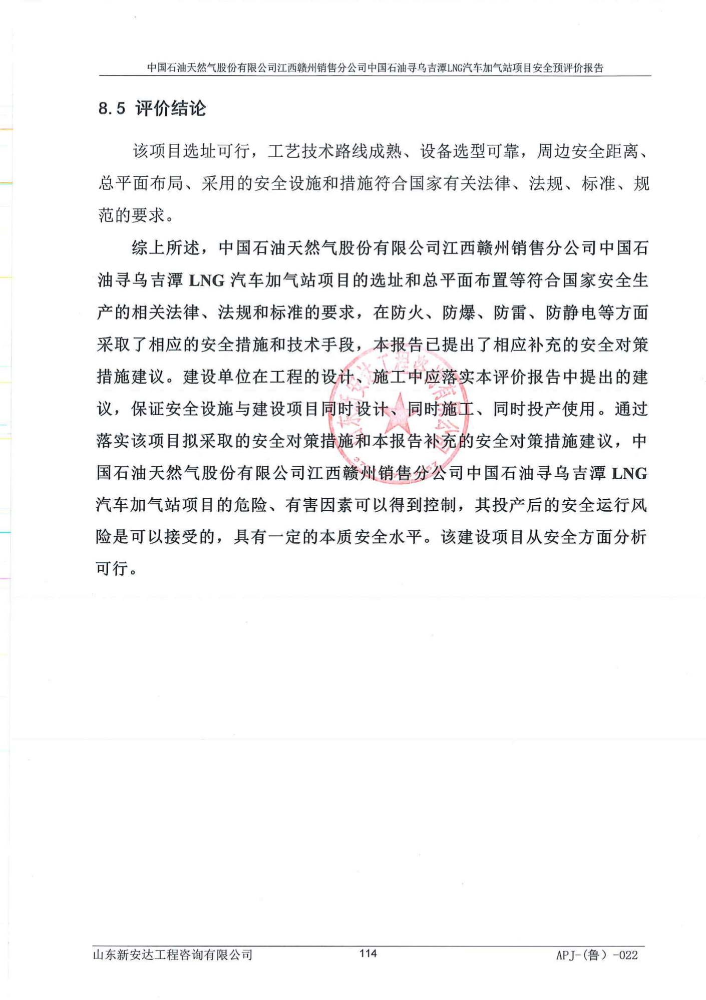 中国石油天然气股份有限公司江西赣州销售分公司中国石油寻乌吉潭LNG汽车加气站项目安全预评价报告
8.5 评价结论
该项目选址可行，工艺技术路线成熟、设备选型可靠，周边安全距离、
总平面布局、采用的安全设施和措施符合国家有关法律、法规、标准、规
范的要求。
综上所述，中国石油天然气股份有限公司江西赣州销售分公司中国石
油寻乌吉潭 LNG 汽车加气站项目的选址和总平面布置等符合国家安全生
产的相关法律、法规和标准的要求，在防火、防爆、防雷、防静电等方面
采取了相应的安全措施和技术手段，本报告已提出了相应补充的安全对策
措施建议。建设单位在工程的设计、施工中应落实本评价报告中提出的建
议，保证安全设施与建设项目同时设计、同时施工、同时投产使用。通过
落实该项目拟采取的安全对策措施和本报告补充的安全对策措施建议，中
国石油天然气股份有限公司江西赣州销售分公司中国石油寻乌吉潭 LNG
汽车加气站项目的危险、有害因素可以得到控制，其投产后的安全运行风
险是可以接受的，具有一定的本质安全水平。该建设项目从安全方面分析
可行。
山东新安达工程咨询有限公司
山东新安达工程咨询有限公司 114 APJ-(鲁）-022